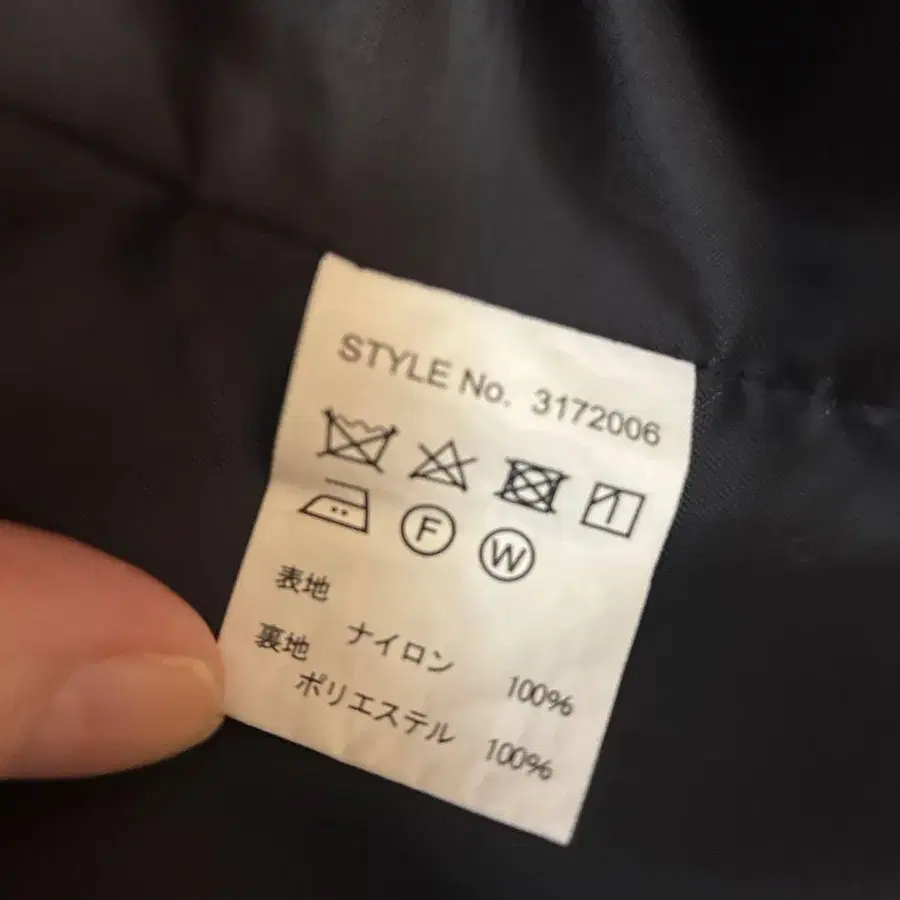 STYLE No. 3172006
F W
表地
ナイロン 100%
裏地
ポリエステル 100%